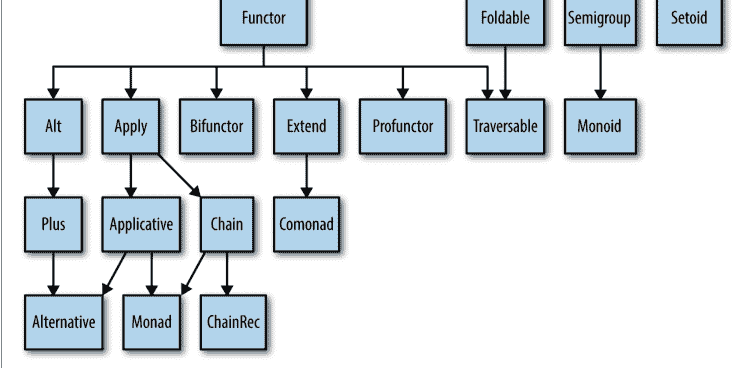 Functor
Foldable
Semigroup
Setoid
Alt
Apply
Bifunctor
Extend
Profunctor
Traversable
Monoid
Plus
Applicative
Chain
Comonad
Alternative
Monad
ChainRec